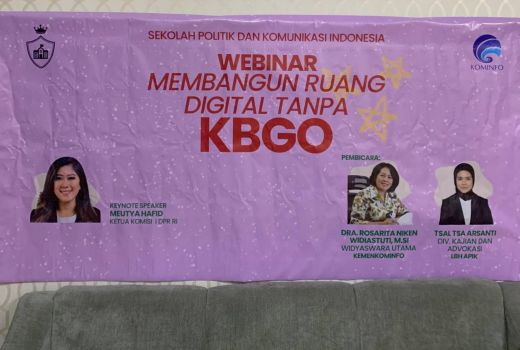 SEKOLAH POLITIK DAN KOMUNIKASI INDONESIA
KOMINFO
WEBINAR
MEMBANGUN RUANG
DIGITAL TANPA
KBGO
KEYNOTE SPEAKER
MEUTYA HAFID
KETUA KOMISI I DPR RI
PEMBICARA:
DRA. ROSARITA NIKEN
WIDIASTUTI, M.SI
WIDYASWARA UTAMA
KEMENKOMINFO
TSAL TSA ARSANTI
DIV. KAJIAN DAN
ADVOKASI
LBH APIK